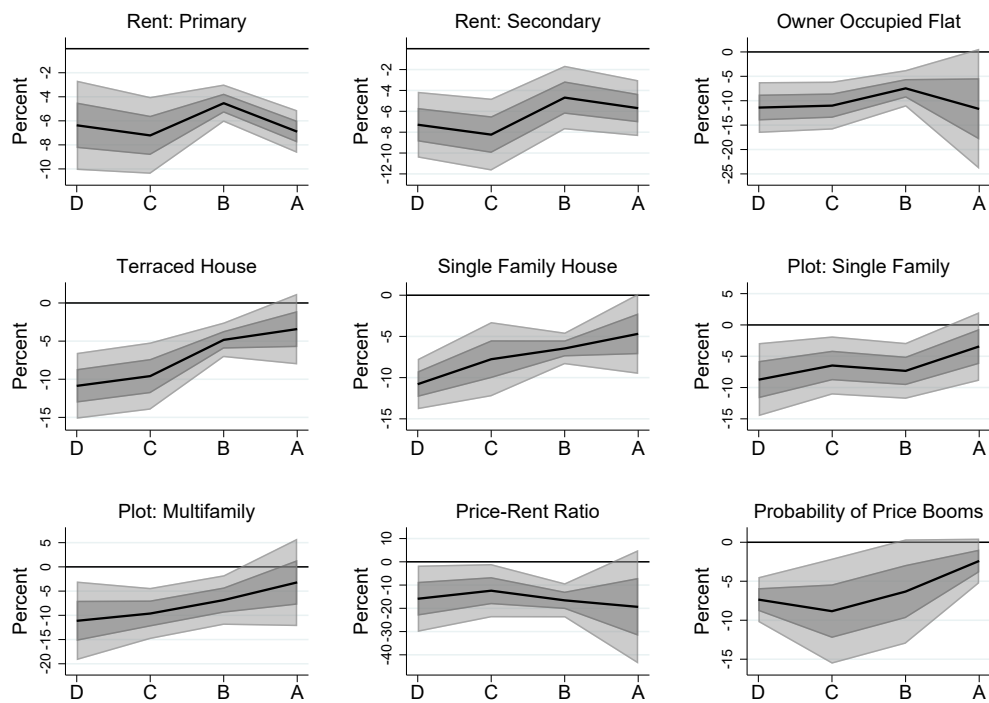 Rent: Primary
Percent
-2
-4
-6
-8
-10
D C B A
Rent: Secondary
Percent
-2
-4
-6
-8
-10
-12
D C B A
Owner Occupied Flat
Percent
0
-5
-10
-15
-20
-25
D C B A
Terraced House
Percent
0
-5
-10
-15
D C B A
Single Family House
Percent
0
-5
-10
-15
D C B A
Plot: Single Family
Percent
5
0
-5
-10
-15
D C B A
Plot: Multifamily
Percent
5
0
-5
-10
-15
-20
D C B A
Price-Rent Ratio
Percent
10
0
-10
-20
-30
-40
D C B A
Probability of Price Booms
Percent
0
-5
-10
-15
D C B A